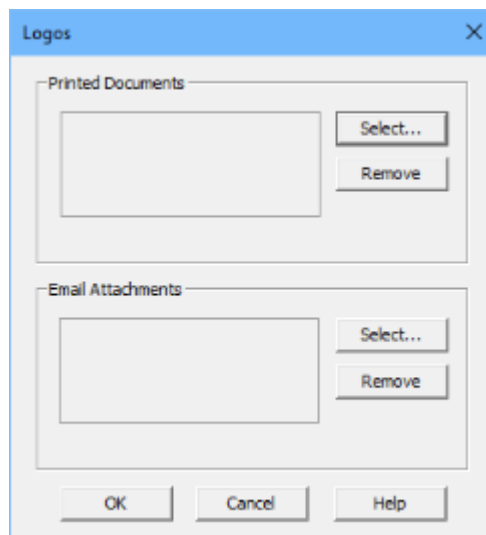 Logos
Printed Documents
Select...
Remove
Email Attachments
Select...
Remove
OK Cancel Help